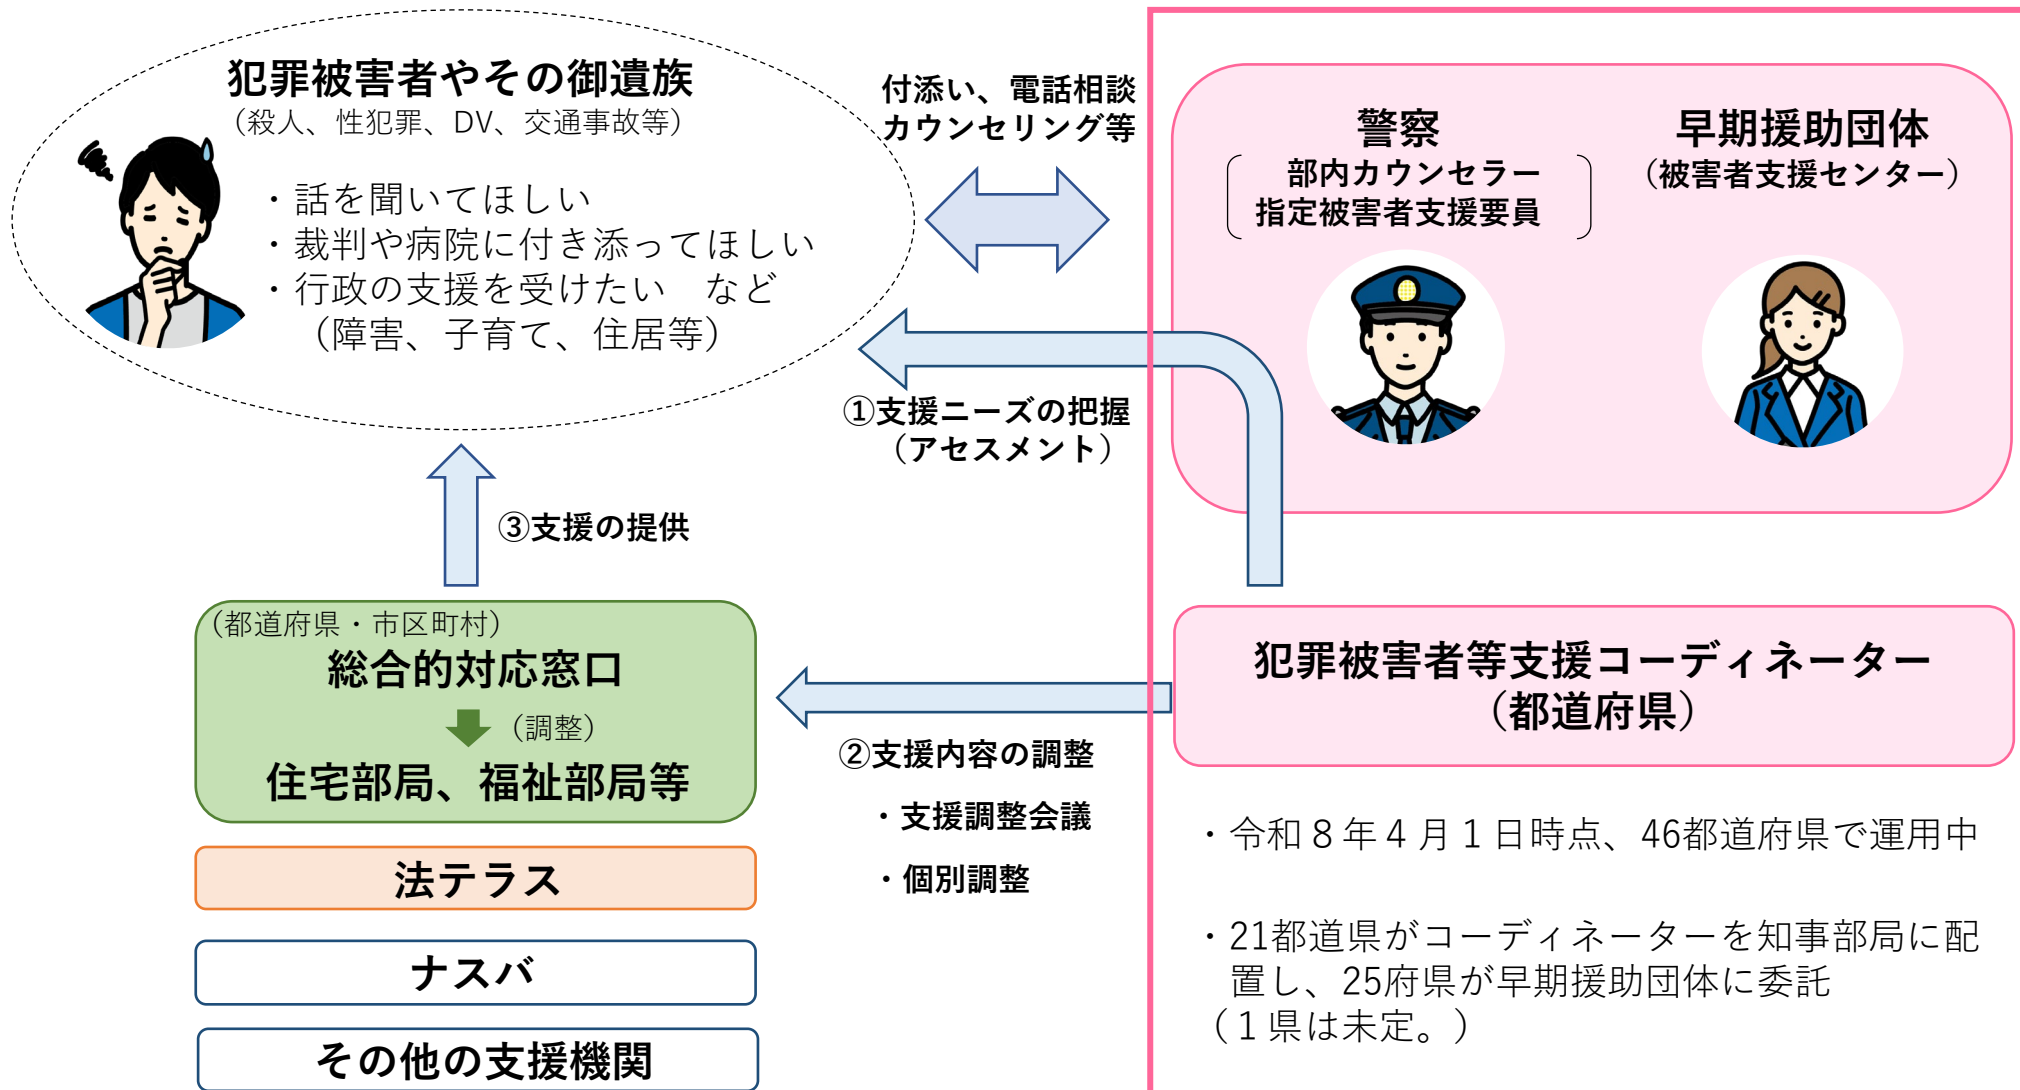 犯罪被害者やその御遺族
（殺人、性犯罪、DV、交通事故等）
・話を聞いてほしい
・裁判や病院に付き添ってほしい
・行政の支援を受けたい　など
（障害、子育て、住居等）
付添い、電話相談
カウンセリング等
警察
部内カウンセラー
指定被害者支援要員
早期援助団体
（被害者支援センター）
①支援ニーズの把握
（アセスメント）
③支援の提供
（都道府県・市区町村）
総合的対応窓口
（調整）
住宅部局、福祉部局等
法テラス
ナスバ
その他の支援機関
②支援内容の調整
・支援調整会議
・個別調整
犯罪被害者等支援コーディネーター
（都道府県）
・令和８年４月１日時点、46都道府県で運用中
・21都道県がコーディネーターを知事部局に配
置し、25府県が早期援助団体に委託
（１県は未定。）